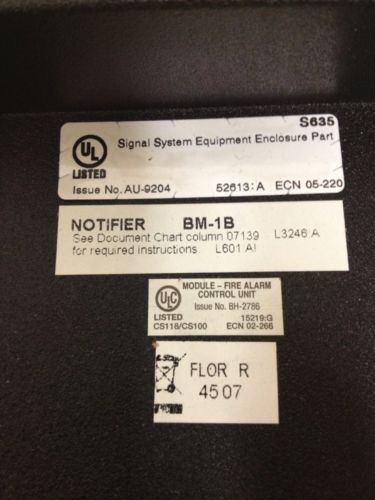 S635
UL
LISTED
Signal System Equipment Enclosure Part
Issue No. AU-9204 52613:A ECN 05-220
NOTIFIER BM-1B
See Document Chart column 07139 L3246 A
for required instructions. L601 A!
ULC
LISTED
CS118/CS100
MODULE – FIRE ALARM
CONTROL UNIT
Issue No. BH-2786
15219:G
ECN 02-266
FLOR R
4507